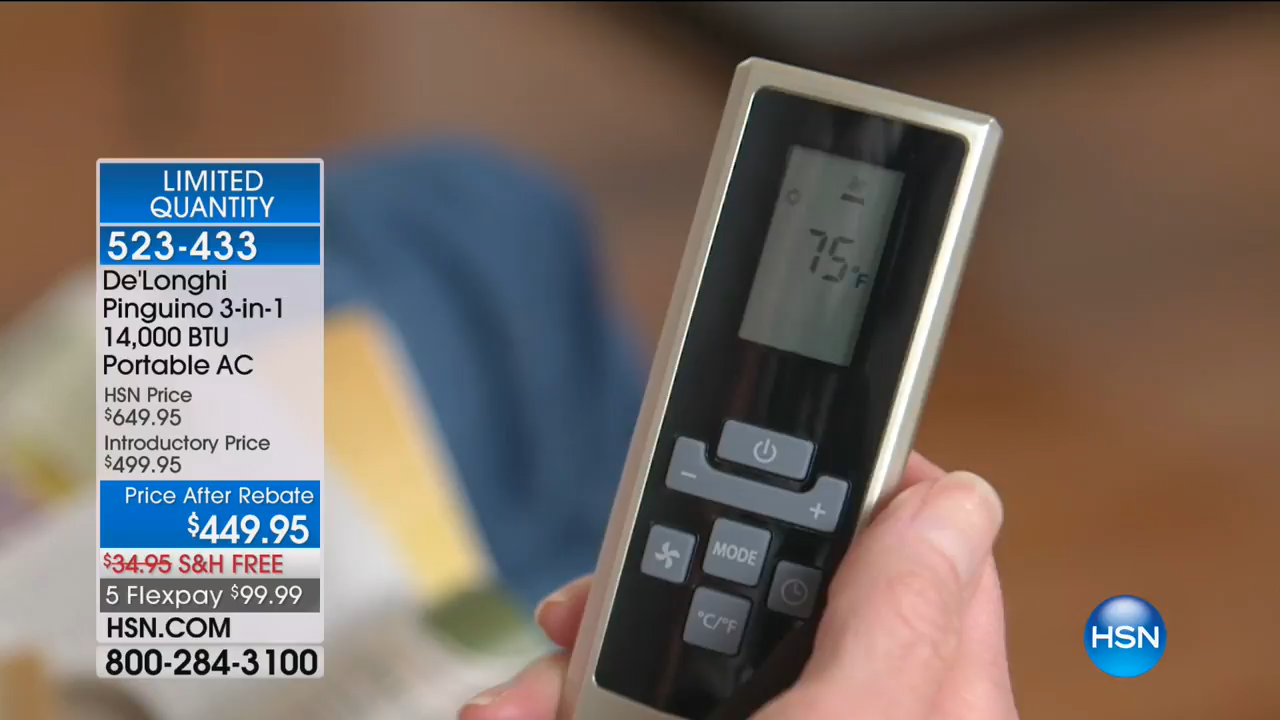 LIMITED
QUANTITY
523-433
De'Longhi
Pinguino 3-in-1
14,000 BTU
Portable AC
HSN Price
$649.95
Introductory Price
$499.95
Price After Rebate
$449.95
$34.95 S&H FREE
5 Flexpay $99.99
HSN.COM
800-284-3100
75°F
−
+
MODE
°C/°F
HSN